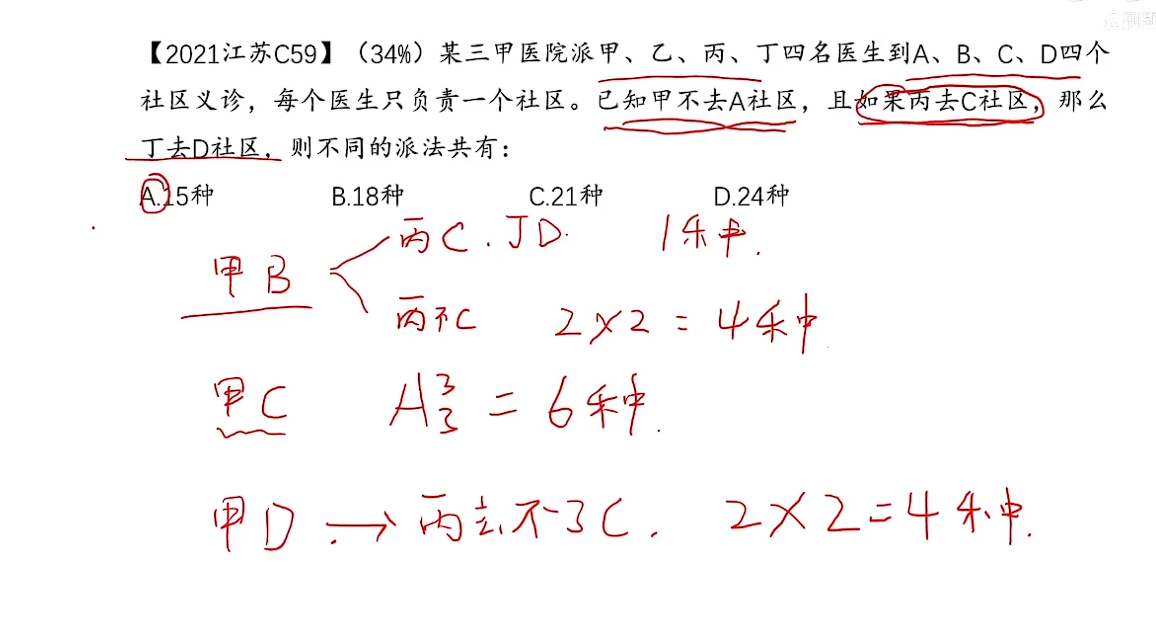 @刷题
【2021江苏C59】（34%）某三甲医院派甲、乙、丙、丁四名医生到A、B、C、D四个
社区义诊，每个医生只负责一个社区。已知甲不去A社区，且如果丙去C社区，那么
丁去D社区，则不同的派法共有：
A.15种 B.18种 C.21种 D.24种
丙C.丁D. 1种.
甲B
丙不C 2×2=4种.
甲C A³₃=6种.
甲D→丙去不了C. 2×2=4种.